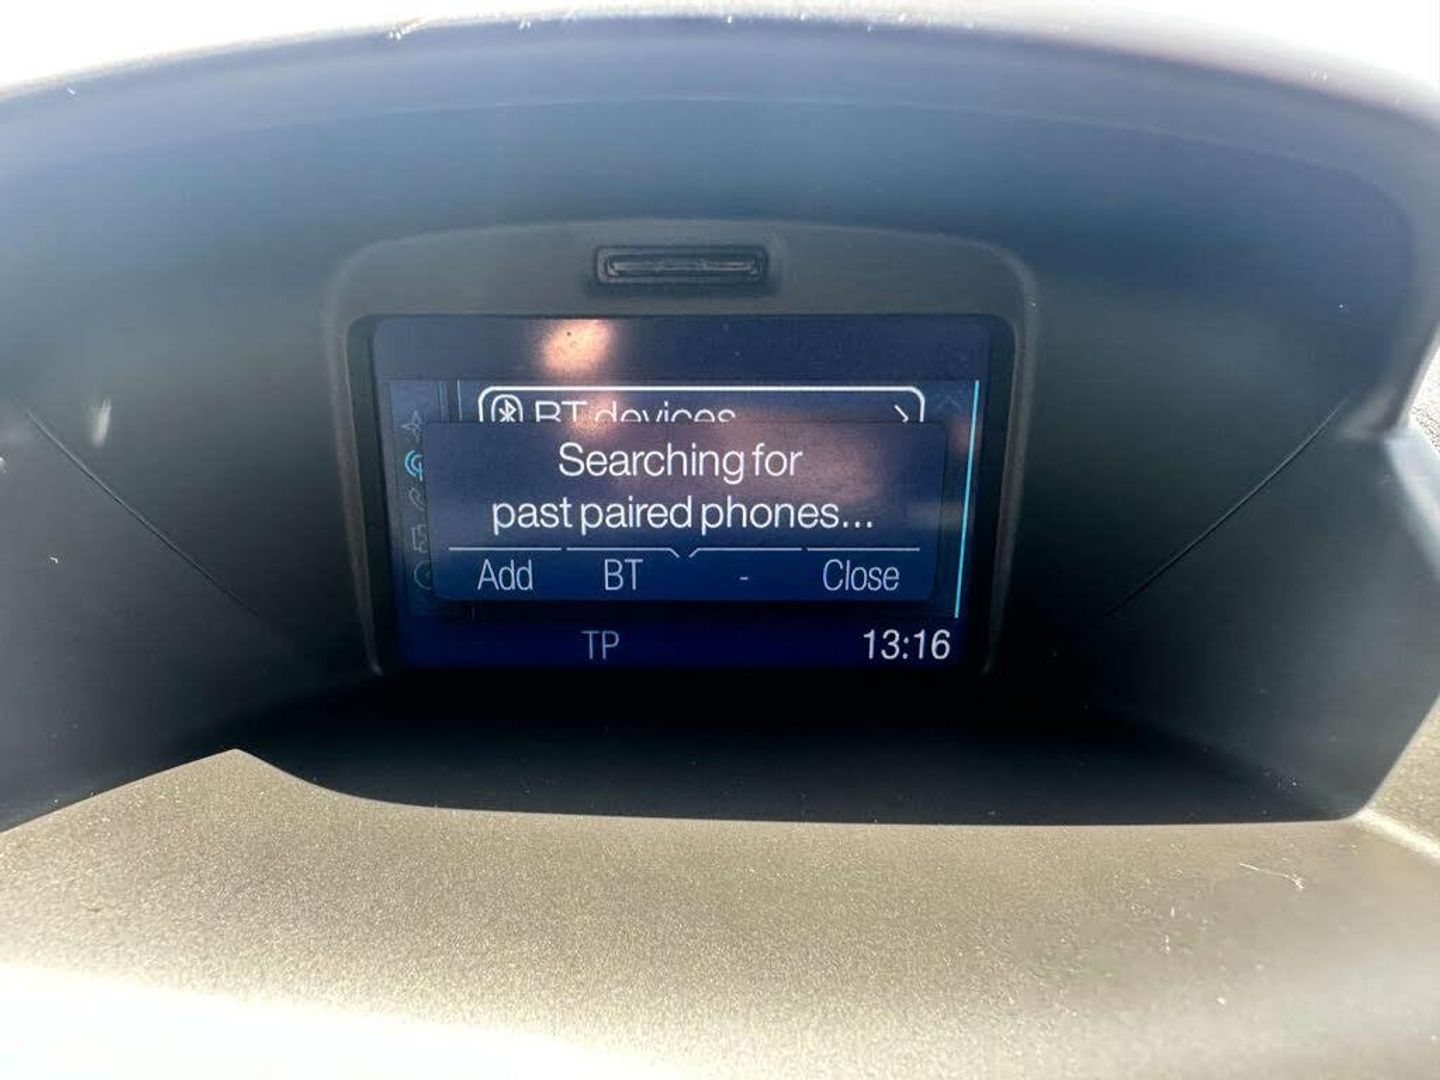 BT devices
Searching for
past paired phones...
Add BT - Close
TP 13:16